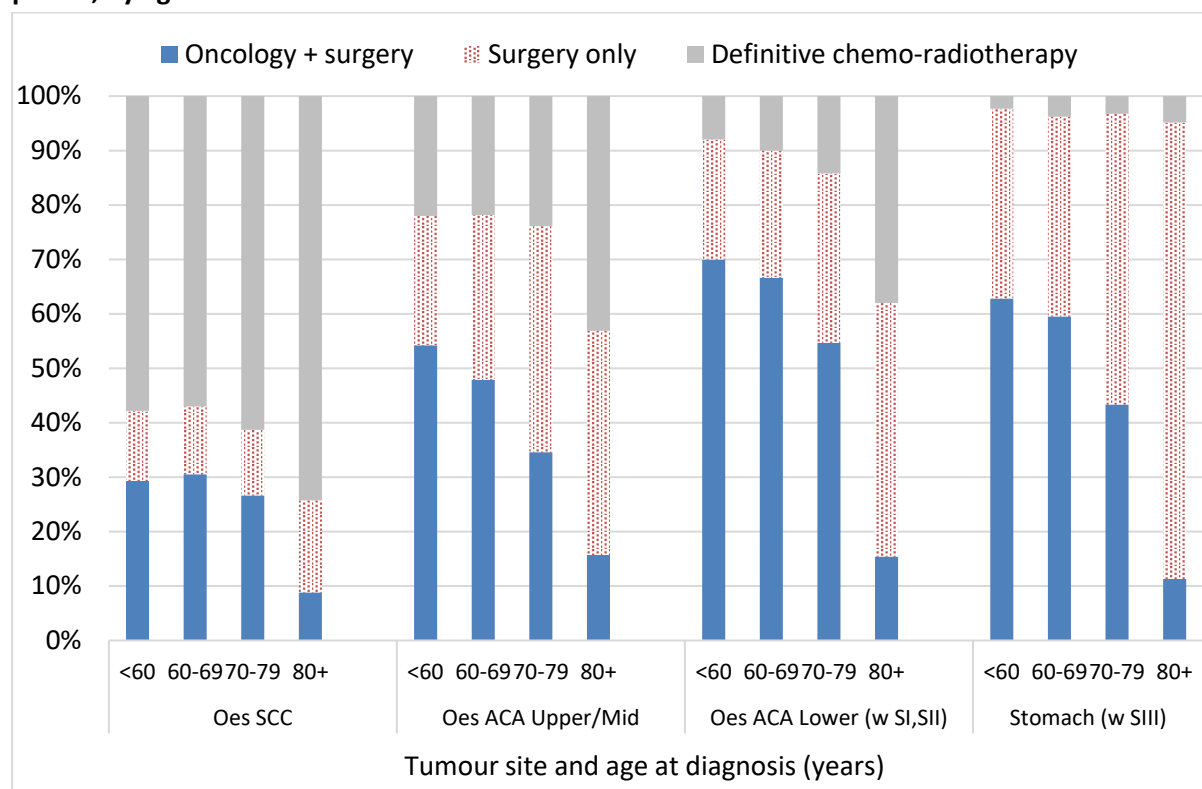 Oncology + surgery Surgery only Definitive chemo-radiotherapy
100%
90%
80%
70%
60%
50%
40%
30%
20%
10%
0%
<60 60-69 70-79 80+ <60 60-69 70-79 80+ <60 60-69 70-79 80+ <60 60-69 70-79 80+
Oes SCC Oes ACA Upper/Mid Oes ACA Lower (w SI,SII) Stomach (w SIII)
Tumour site and age at diagnosis (years)